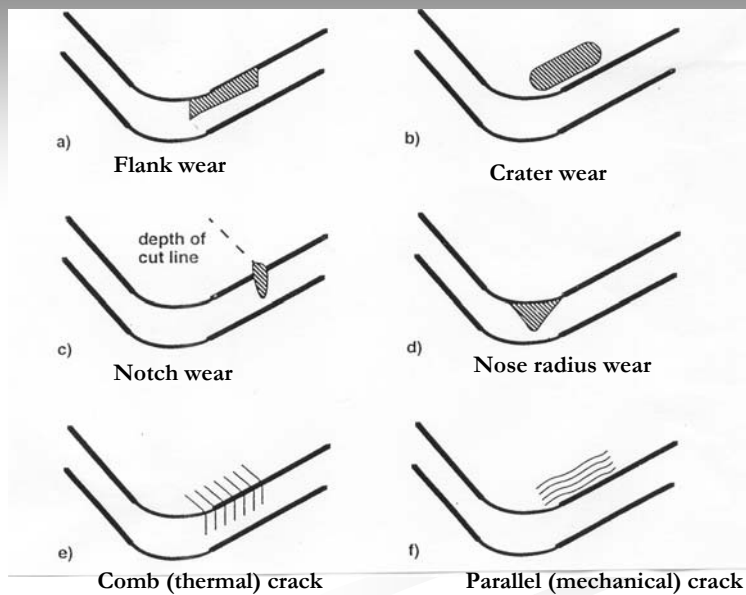 a)
Flank wear
b)
Crater wear
depth of
cut line
c)
Notch wear
d)
Nose radius wear
e)
Comb (thermal) crack
f)
Parallel (mechanical) crack